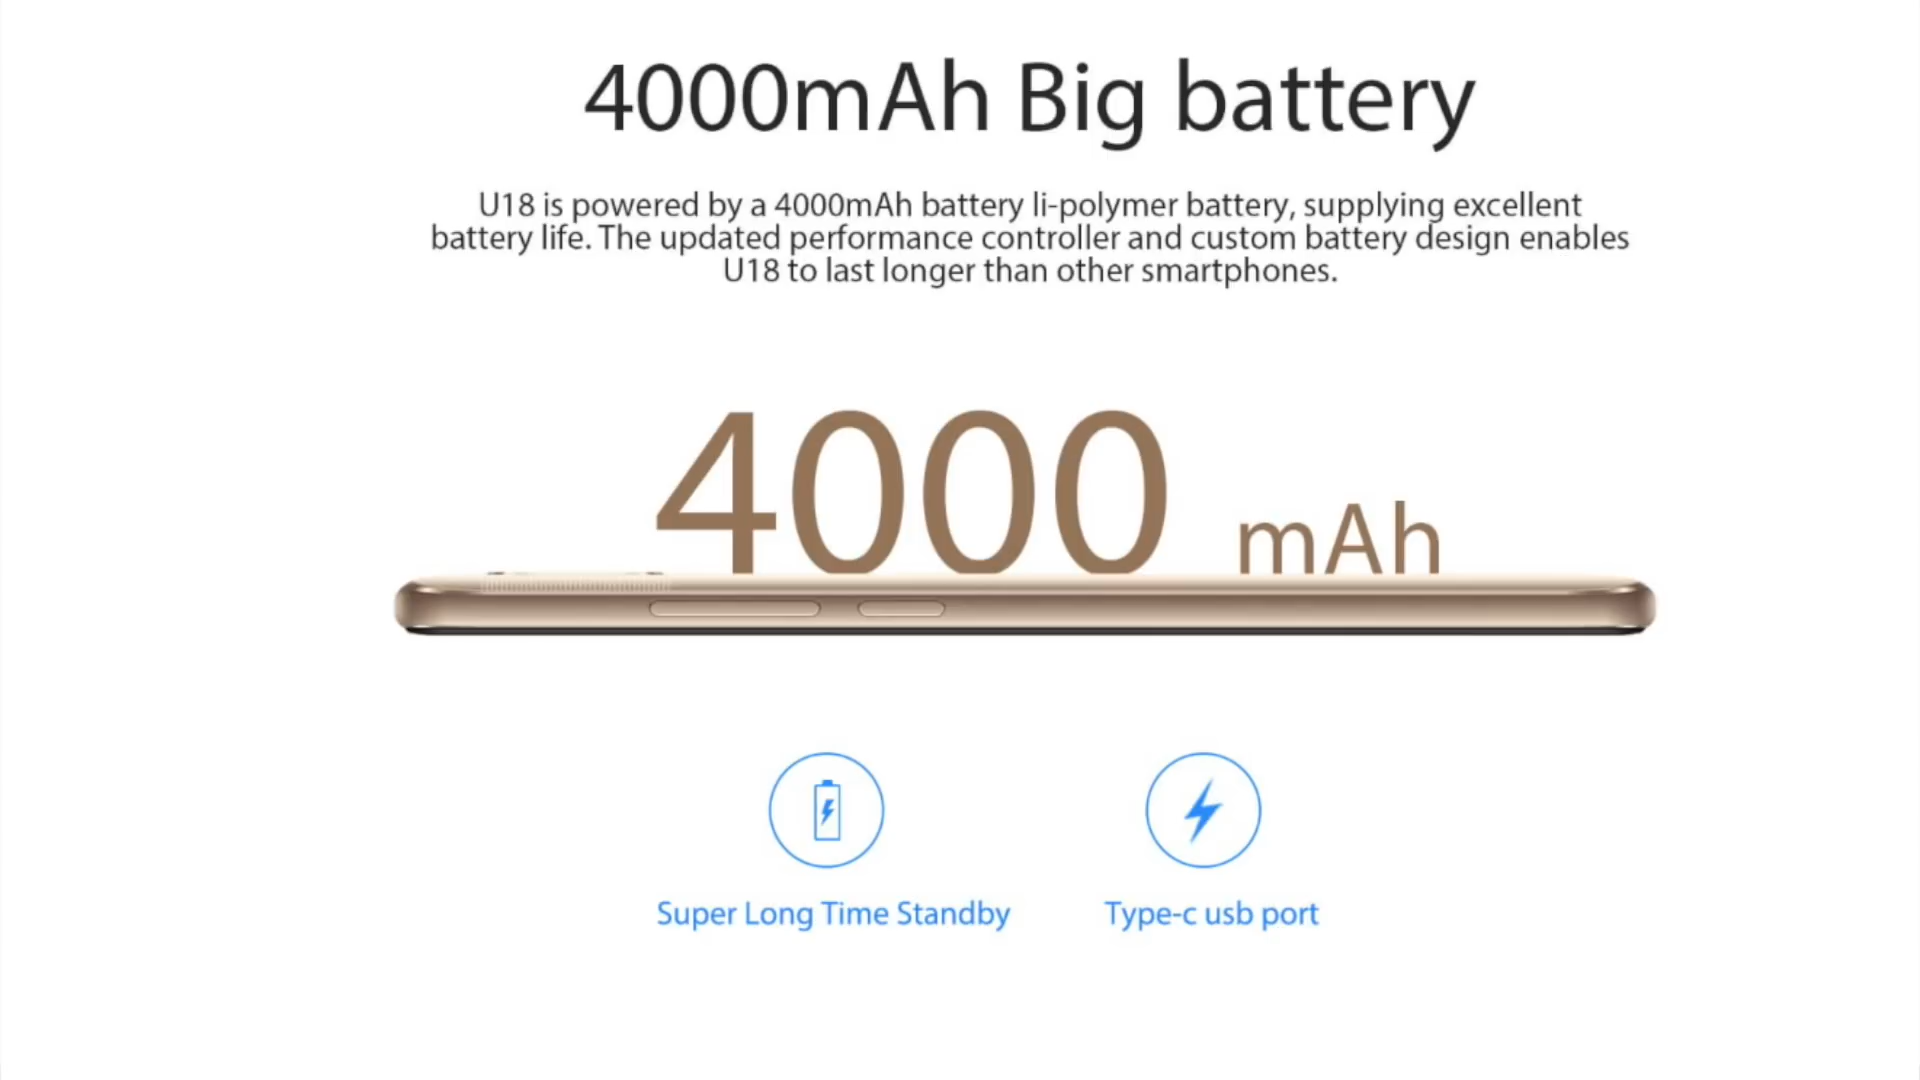 4000mAh Big battery
U18 is powered by a 4000mAh battery li-polymer battery, supplying excellent
battery life. The updated performance controller and custom battery design enables
U18 to last longer than other smartphones.
4000 mAh
Super Long Time Standby
Type-c usb port